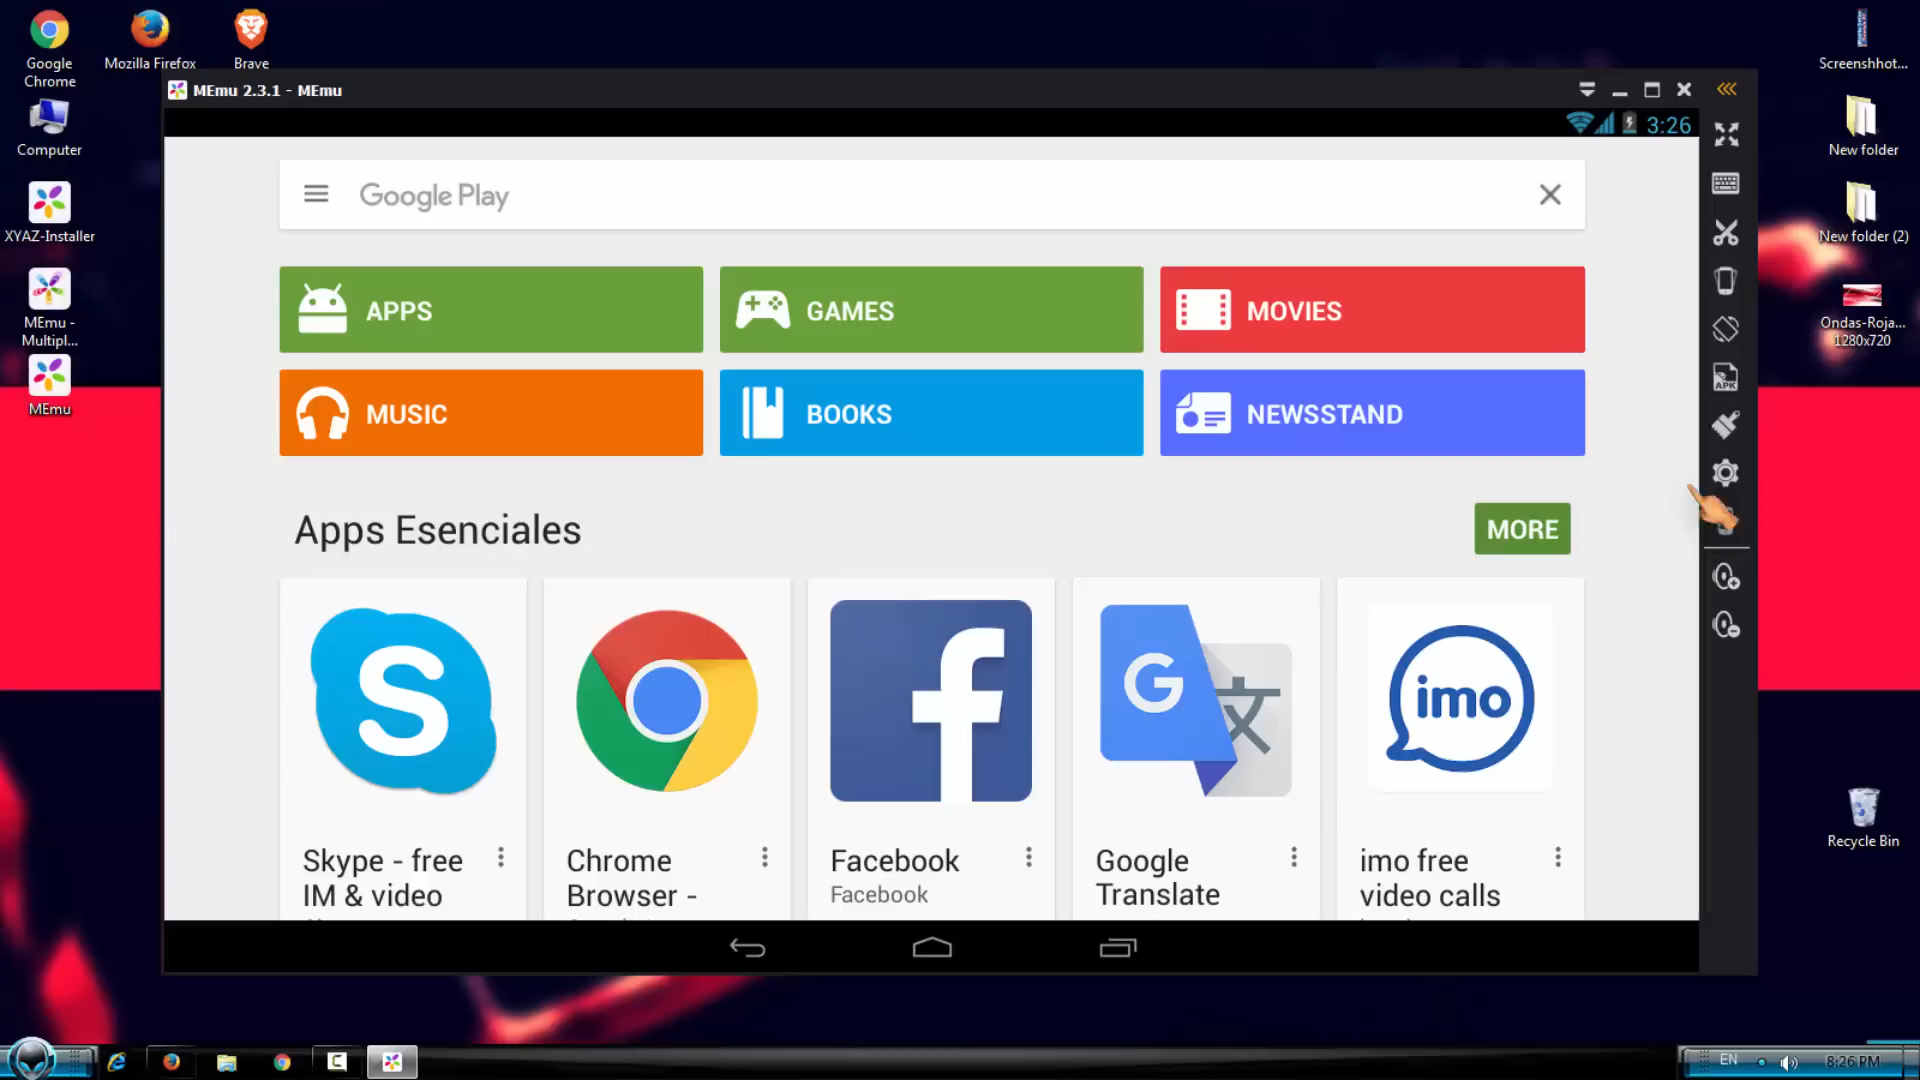 Google
Chrome
Mozilla Firefox
Brave
Computer
XYAZ-Installer
MEmu -
Multipl...
MEmu
MEmu 2.3.1 - MEmu
3:26
Google Play
APPS
GAMES
MOVIES
MUSIC
BOOKS
NEWSSTAND
Apps Esenciales
MORE
S
f
G
文
imo
Skype - free
IM & video
Chrome
Browser -
Facebook
Facebook
Google
Translate
imo free
video calls
APK
Screenshhot...
New folder
New folder (2)
Ondas-Roja...
1280x720
Recycle Bin
EN
8:26 PM